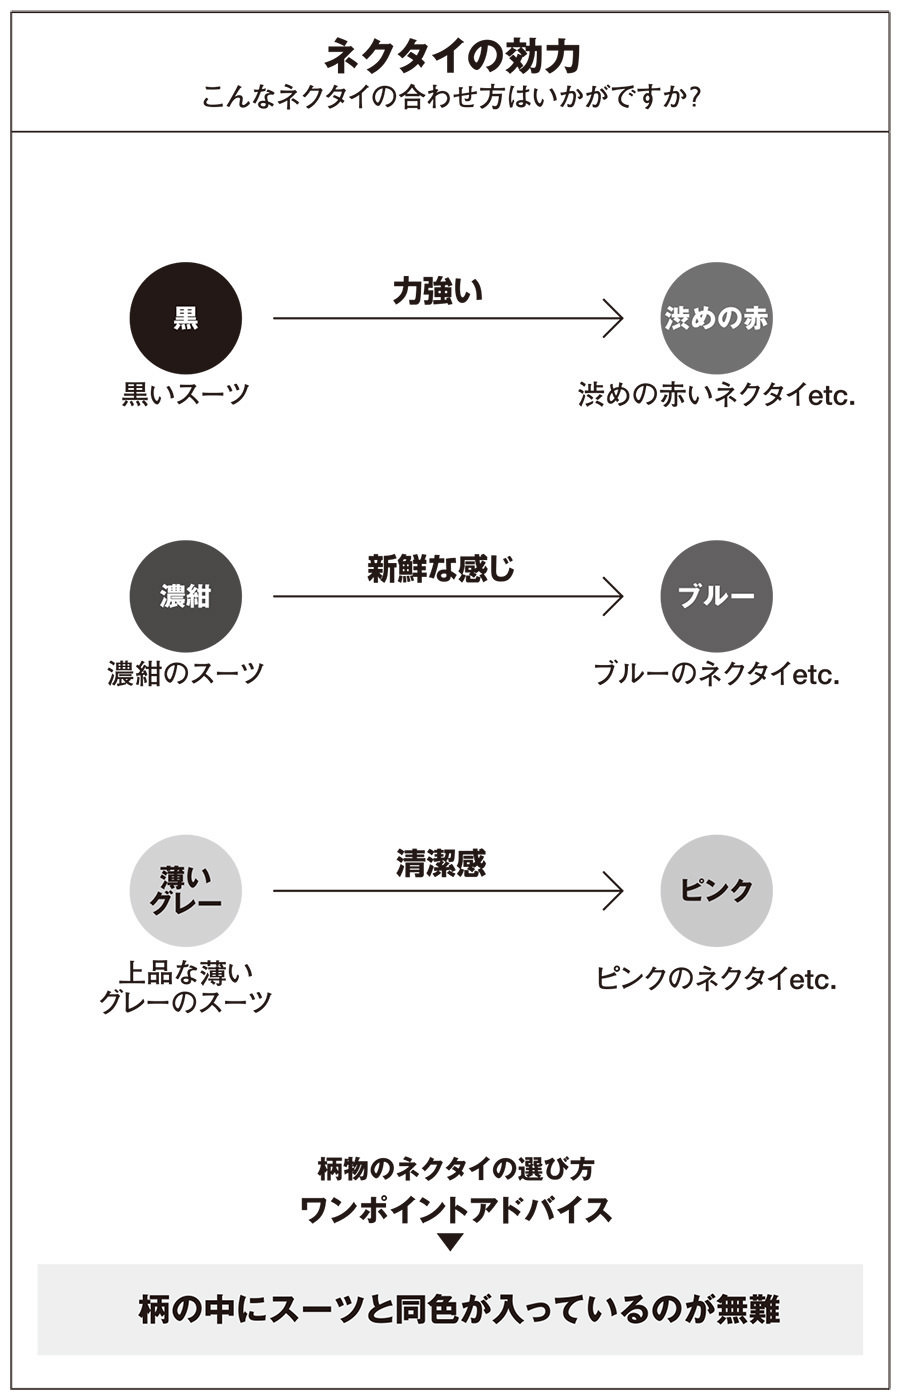 ネクタイの効力
こんなネクタイの合わせ方はいかがですか?
黒
力強い
渋めの赤
黒いスーツ
渋めの赤いネクタイetc.
濃紺
新鮮な感じ
ブルー
濃紺のスーツ
ブルーのネクタイetc.
薄い
グレー
清潔感
ピンク
上品な薄い
グレーのスーツ
ピンクのネクタイetc.
柄物のネクタイの選び方
ワンポイントアドバイス
柄の中にスーツと同色が入っているのが無難